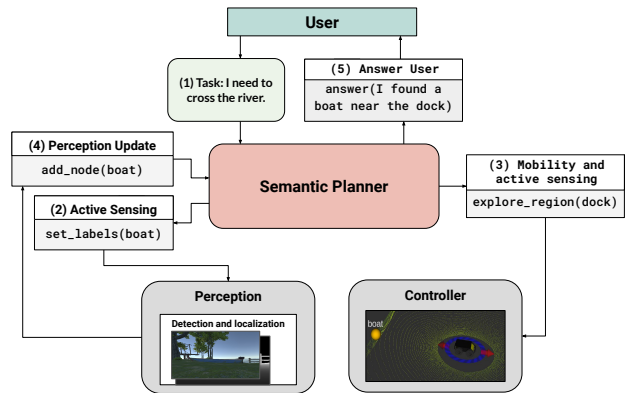 User
(1) Task: I need to
cross the river.
(5) Answer User
answer(I found a
boat near the dock)
(4) Perception Update
add_node(boat)
Semantic Planner
(3) Mobility and
active sensing
explore_region(dock)
(2) Active Sensing
set_labels(boat)
Perception
Detection and localization
Controller
boat